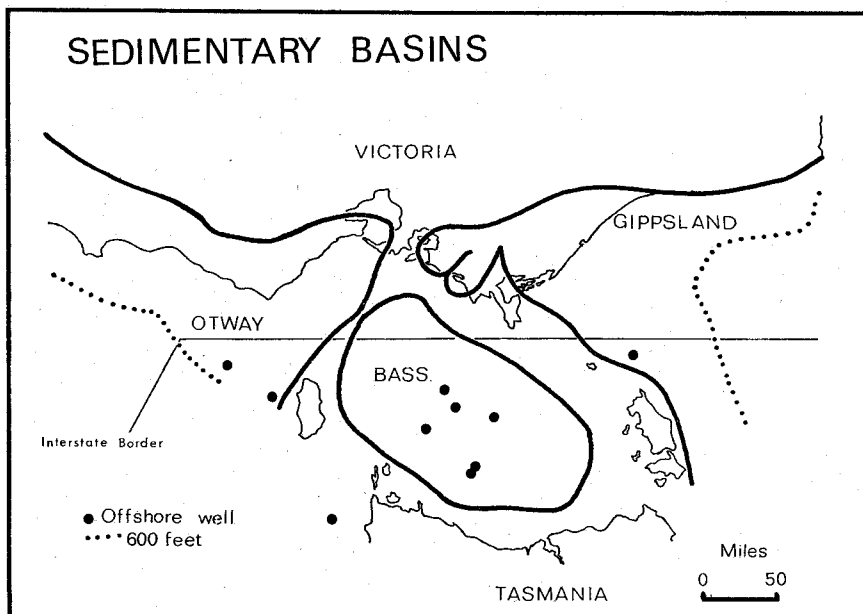 SEDIMENTARY BASINS
VICTORIA
GIPPSLAND
OTWAY
BASS.
Interstate Border
Offshore well
600 feet
Miles
0 50
TASMANIA